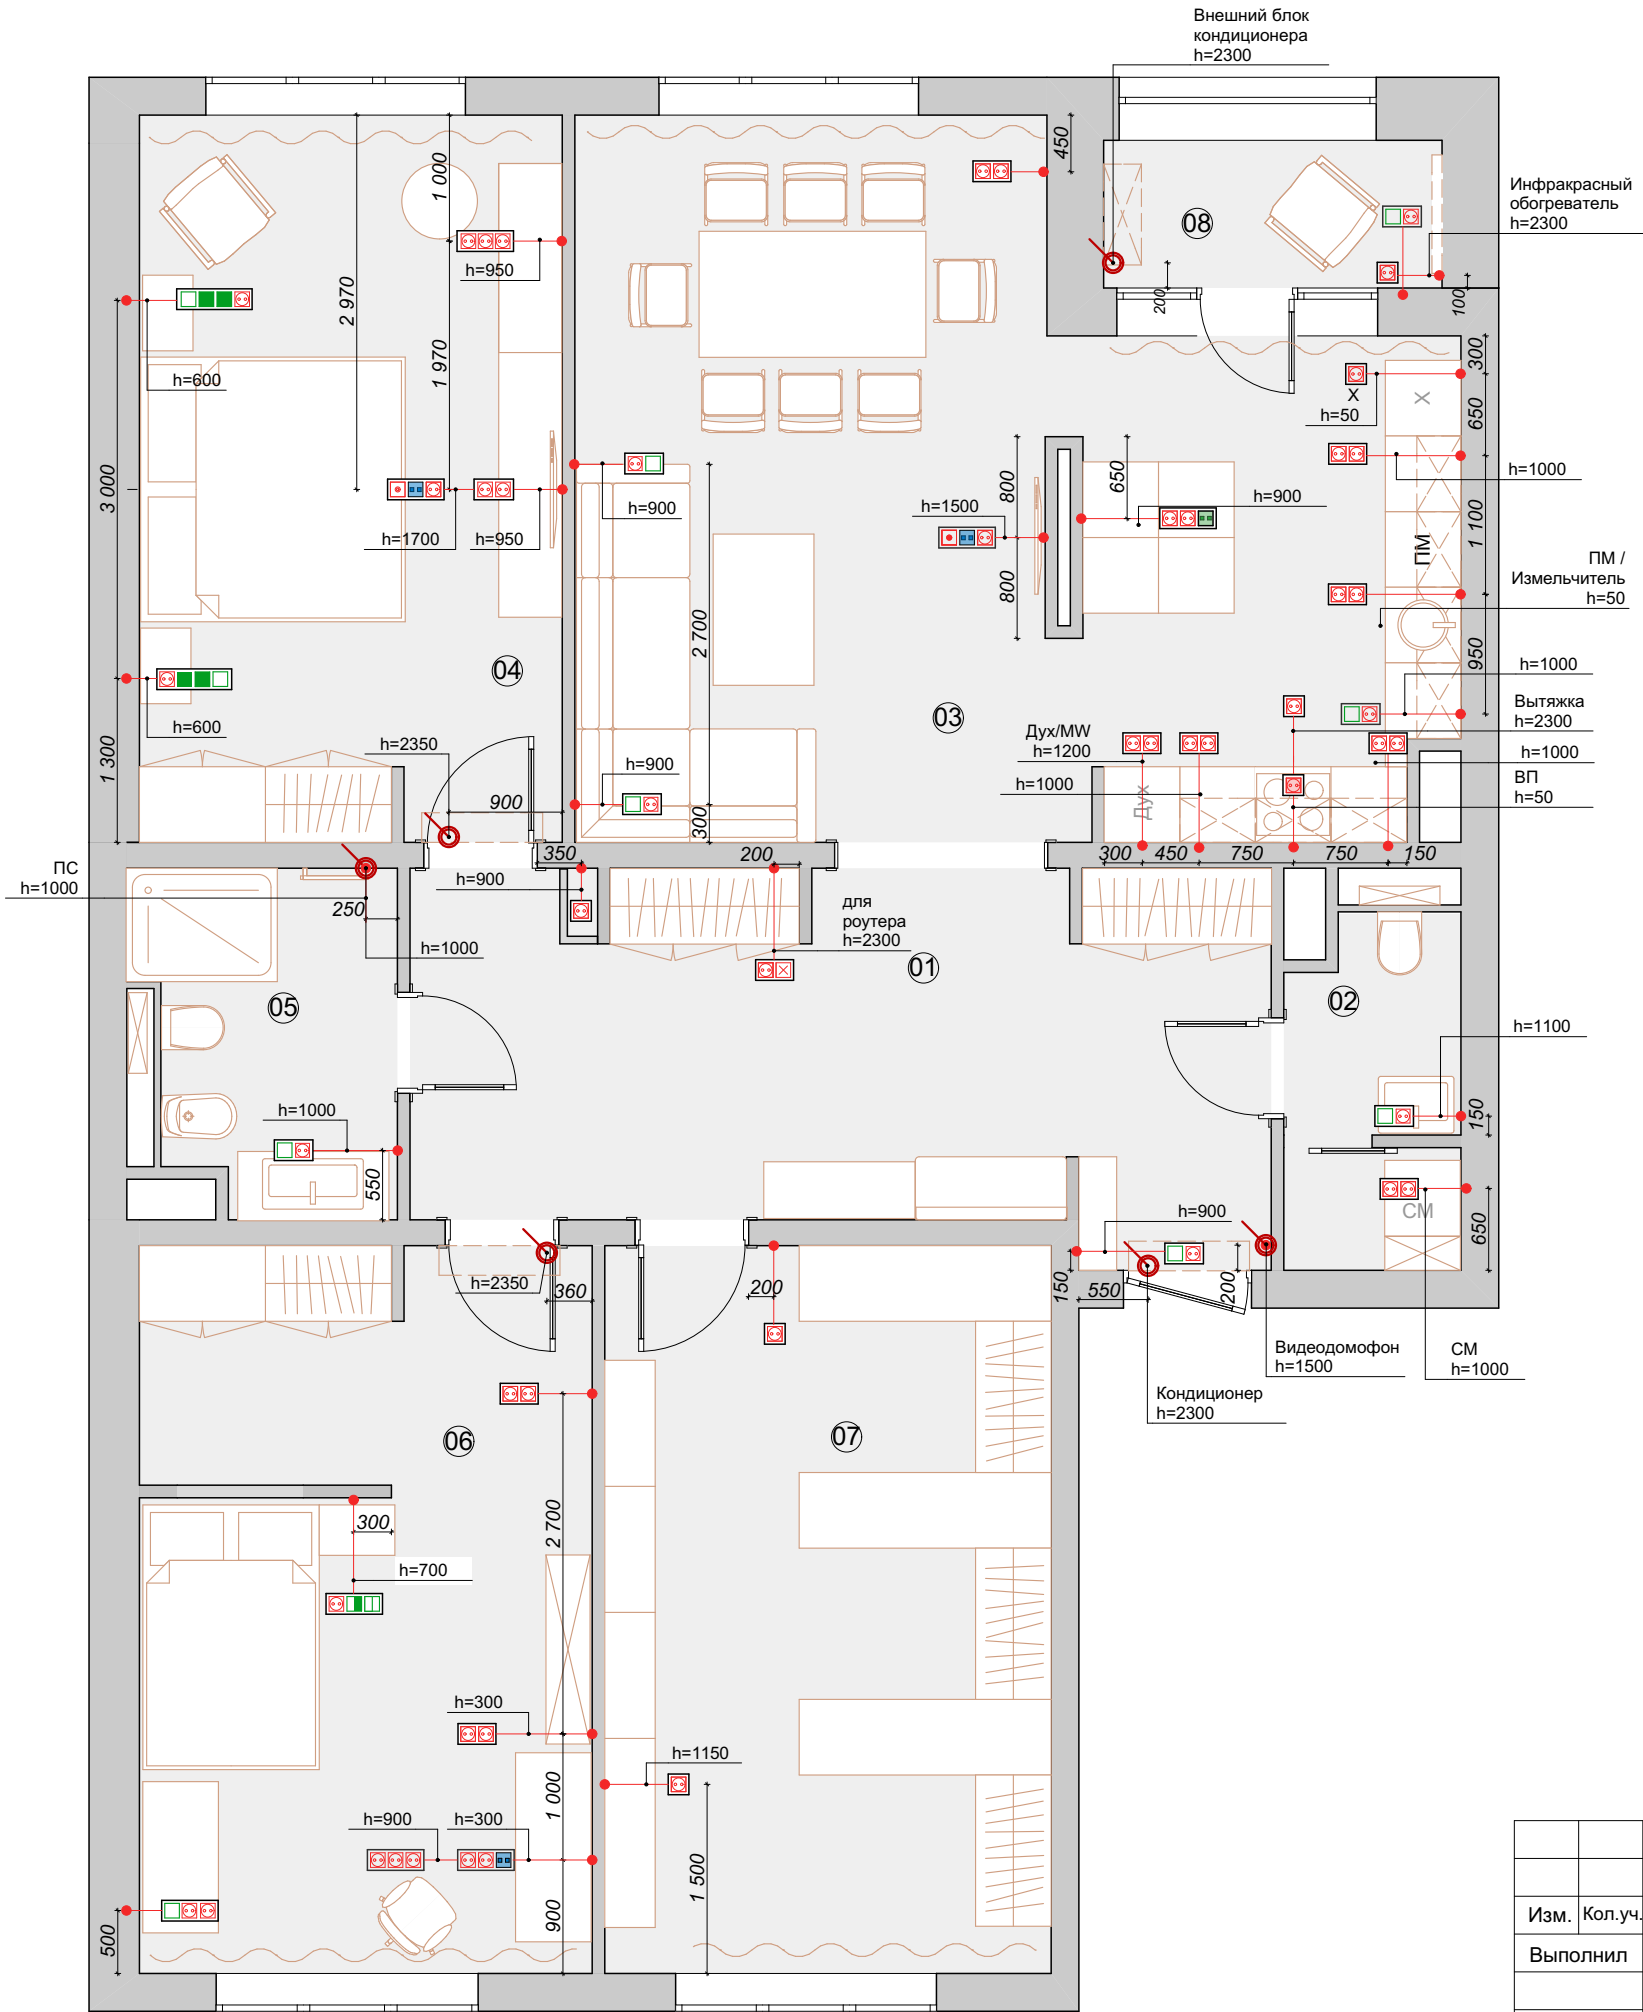 Внешний блок
кондиционера
h=2300
450
1 000
Инфракрасный
обогреватель
h=2300
08
h=950
2 970
200
100
300
1 970
h=600
X
h=50
X
650
3 000
800
650
h=1000
h=900
h=900
h=1500
1 100
h=1700
h=950
ПМ
ПМ /
Измельчитель
h=50
800
2 700
950
04
h=1000
03
Вытяжка
h=2300
h=600
Дух/MW
h=1200
h=1000
1 300
h=2350
h=900
h=1000
ВП
h=50
900
300
Дух
350
200
300
450
750
750
150
ПС
h=1000
h=900
250
для
роутера
h=2300
h=1000
01
05
02
h=1100
h=1000
150
550
h=900
СМ
650
h=2350
360
200
150
550
200
Видеодомофон
h=1500
СМ
h=1000
Кондиционер
h=2300
06
07
300
2 700
h=700
h=300
h=1150
1 000
h=900
h=300
1 500
900
500
Изм.
Кол.уч.
Выполнил